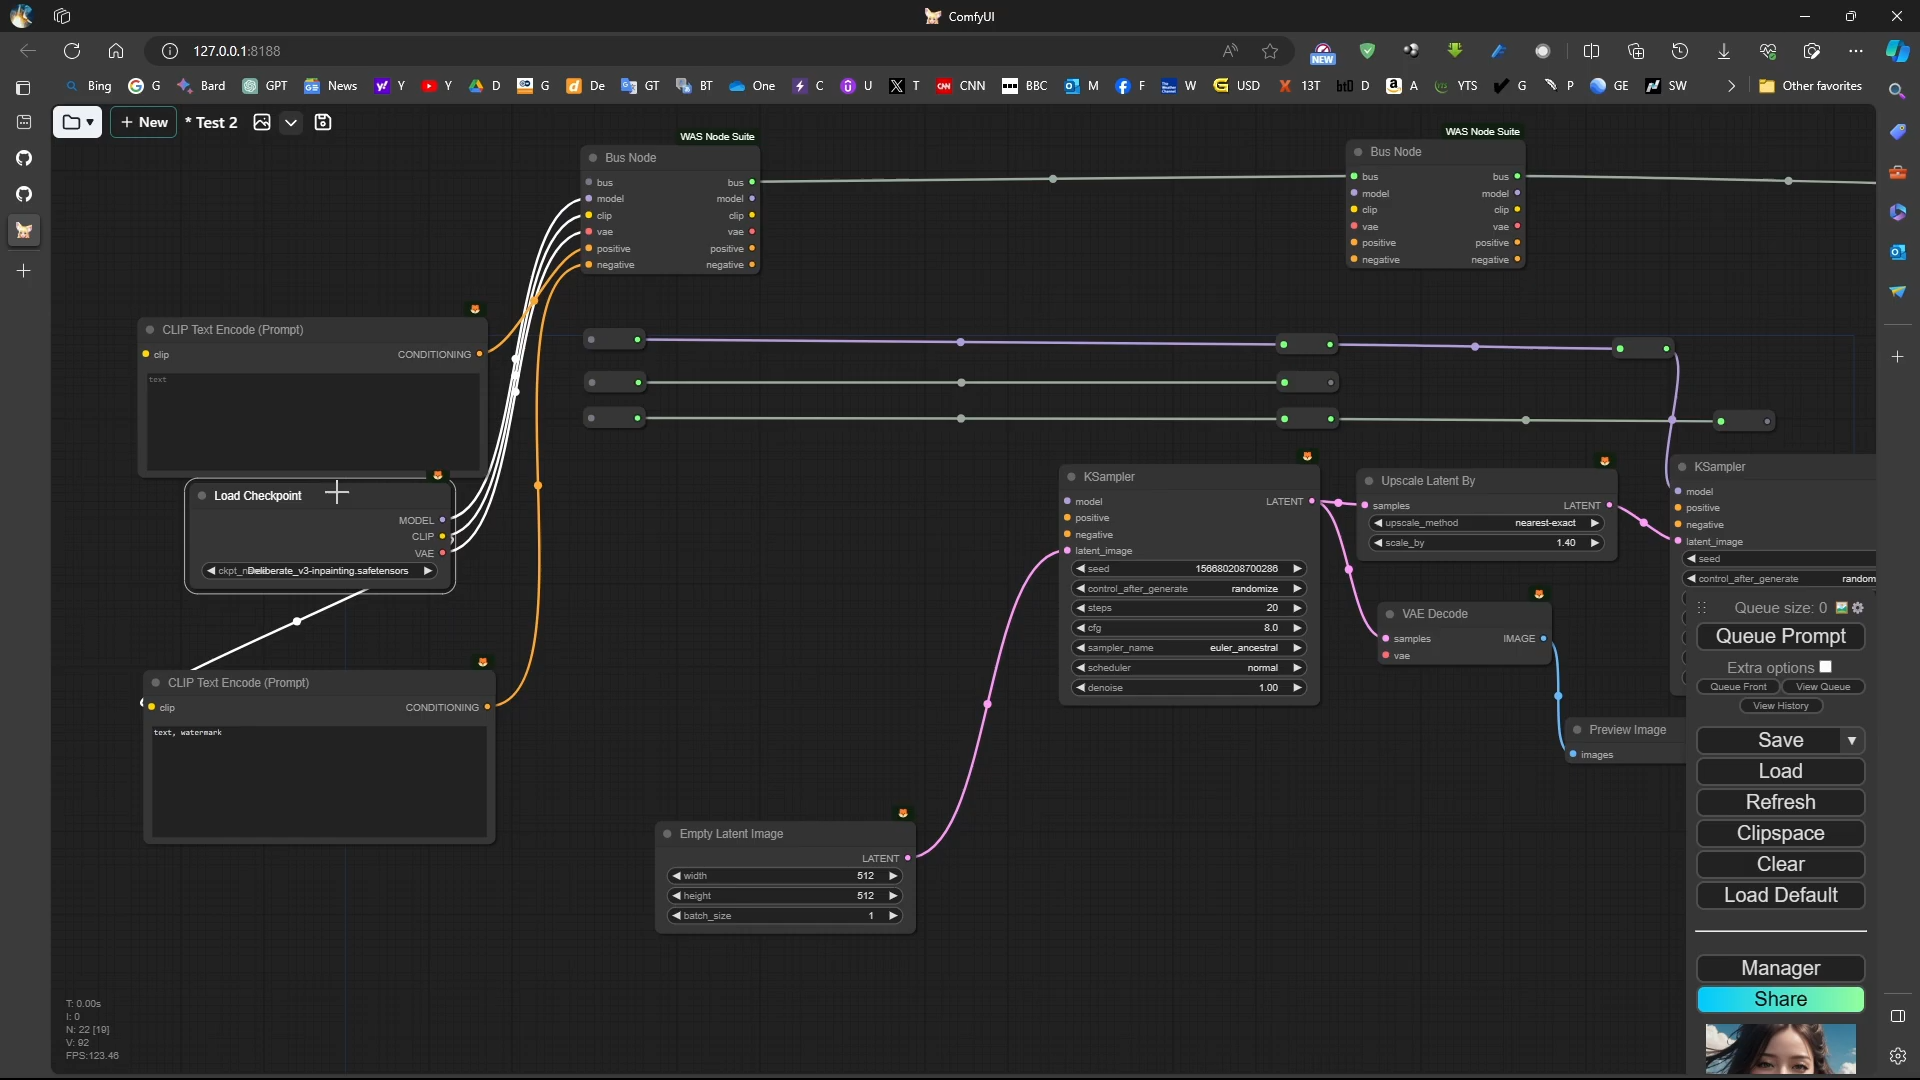 ComfyUI
127.0.0.1:8188
NEW
Bing
G
Bard
GPT
News
Y
Y
D
G
De
GT
BT
One
C
U
T
CNN
BBC
M
F
W
USD
13T
D
A
YTS
G
P
GE
SW
Other favorites
+ New
* Test 2
WAS Node Suite
Bus Node
bus bus
model model
clip clip
vae vae
positive positive
negative negative
WAS Node Suite
Bus Node
bus bus
model model
clip clip
vae vae
positive positive
negative negative
CLIP Text Encode (Prompt)
clip CONDITIONING
text
Load Checkpoint
MODEL
CLIP
VAE
Deliberate_v3-inpainting.safetensors
CLIP Text Encode (Prompt)
clip CONDITIONING
text, watermark
Empty Latent Image
LATENT
width 512
height 512
batch_size 1
KSampler
model LATENT
positive
negative
latent_image
seed 156680208700286
control_after_generate randomize
steps 20
cfg 8.0
sampler_name euler_ancestral
scheduler normal
denoise 1.00
Upscale Latent By
samples LATENT
upscale_method nearest-exact
scale_by 1.40
VAE Decode
samples IMAGE
vae
Preview Image
images
KSampler
model
positive
negative
latent_image
seed
control_after_generate random
Queue size: 0
Queue Prompt
Extra options
Queue Front View Queue
View History
Save
Load
Refresh
Clipspace
Clear
Load Default
Manager
Share
T: 0.00s
I: 0
N: 22 [19]
V: 92
FPS:123.46